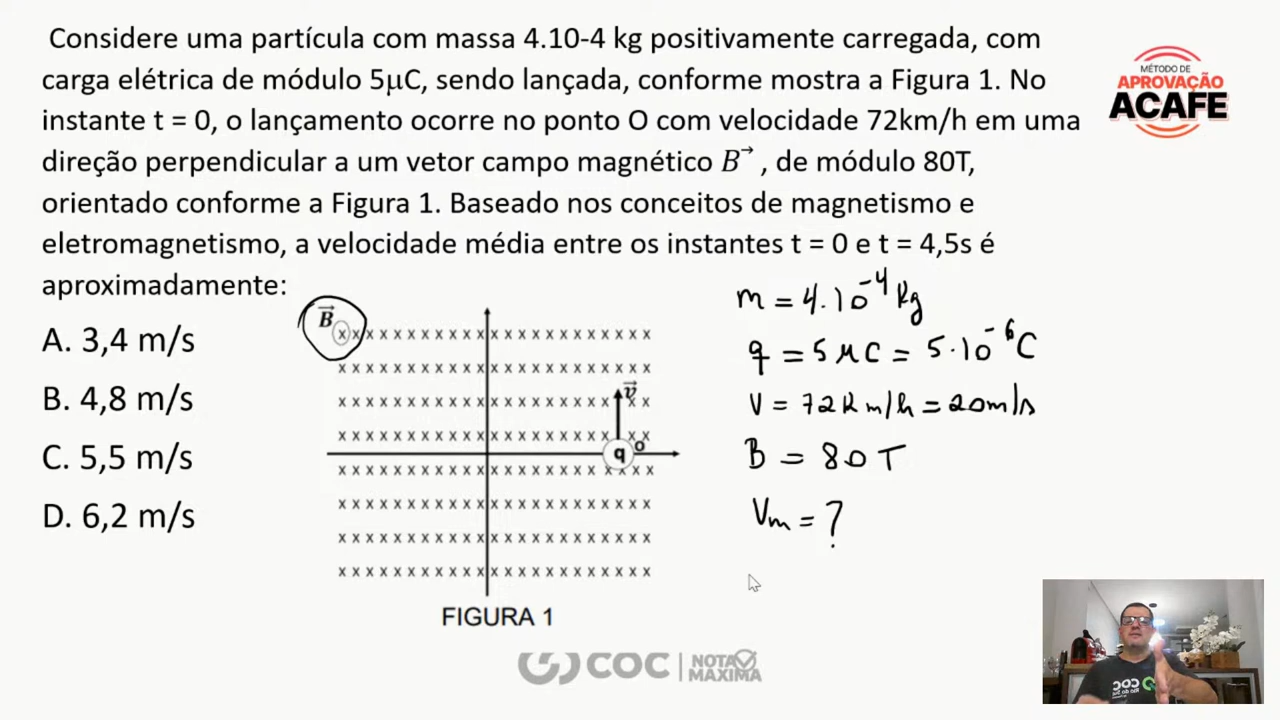 Considere uma partícula com massa 4.10-4 kg positivamente carregada, com
carga elétrica de módulo 5μC, sendo lançada, conforme mostra a Figura 1. No
instante t = 0, o lançamento ocorre no ponto O com velocidade 72km/h em uma
direção perpendicular a um vetor campo magnético B→ , de módulo 80T,
orientado conforme a Figura 1. Baseado nos conceitos de magnetismo e
eletromagnetismo, a velocidade média entre os instantes t = 0 e t = 4,5s é
aproximadamente:
A. 3,4 m/s
B. 4,8 m/s
C. 5,5 m/s
D. 6,2 m/s
B⃗
x x x x x x x x x x x x x x x x x x x x x x x
x x x x x x x x x x x x x x x x x x x x x x x
v⃗
q
O
FIGURA 1
m = 4.10⁻⁴ kg
q = 5 μC = 5.10⁻⁶ C
V = 72km/h = 20m/s
B = 80 T
Vm = ?
MÉTODO DE
APROVAÇÃO
ACAFE
COC
NOTA
MÁXIMA